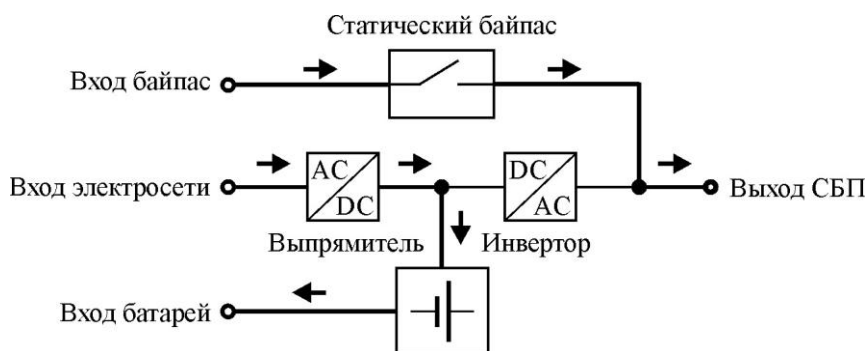 Статический байпас
Вход байпас
Вход электросети
AC
DC
DC
AC
Выход СБП
Выпрямитель
Инвертор
Вход батарей